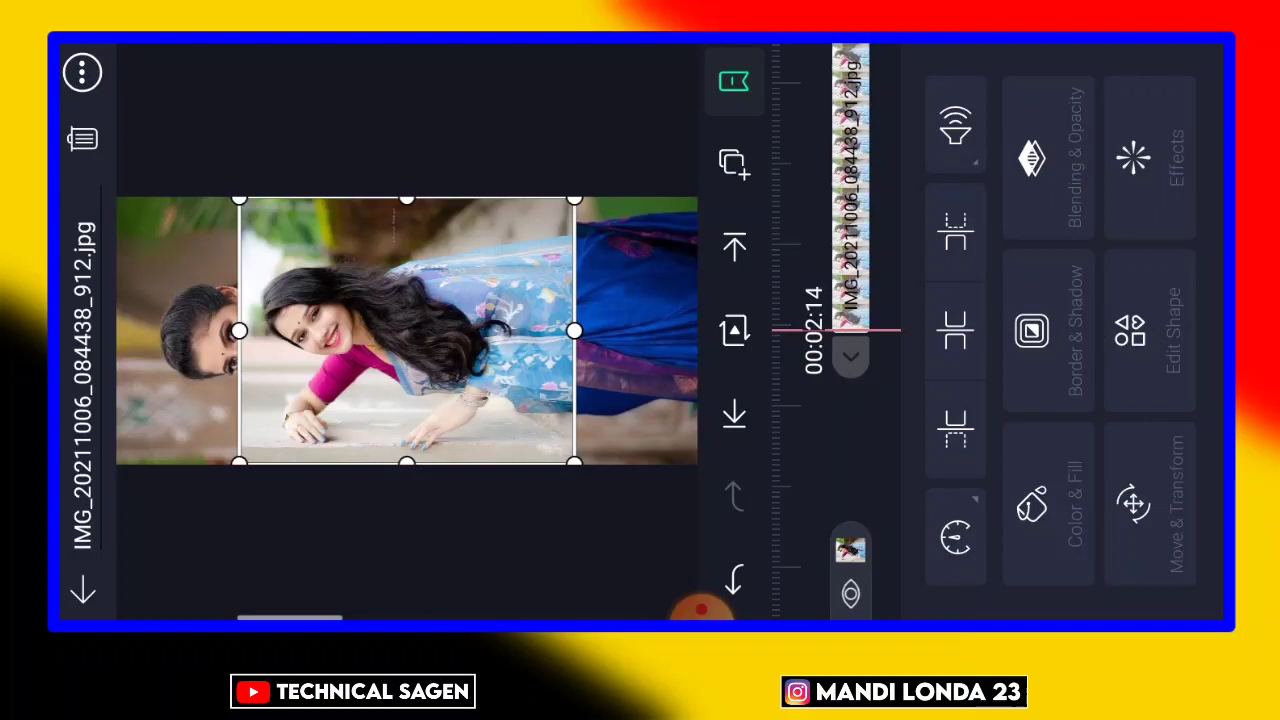 IMG_20211006_084438_912.jpg
00:02:14
IMG_20211006_084438_912.jpg
Color & Fill
Border & Shadow
Blending & Opacity
Move & Transform
Edit Shape
Effects
TECHNICAL SAGEN
MANDI LONDA 23